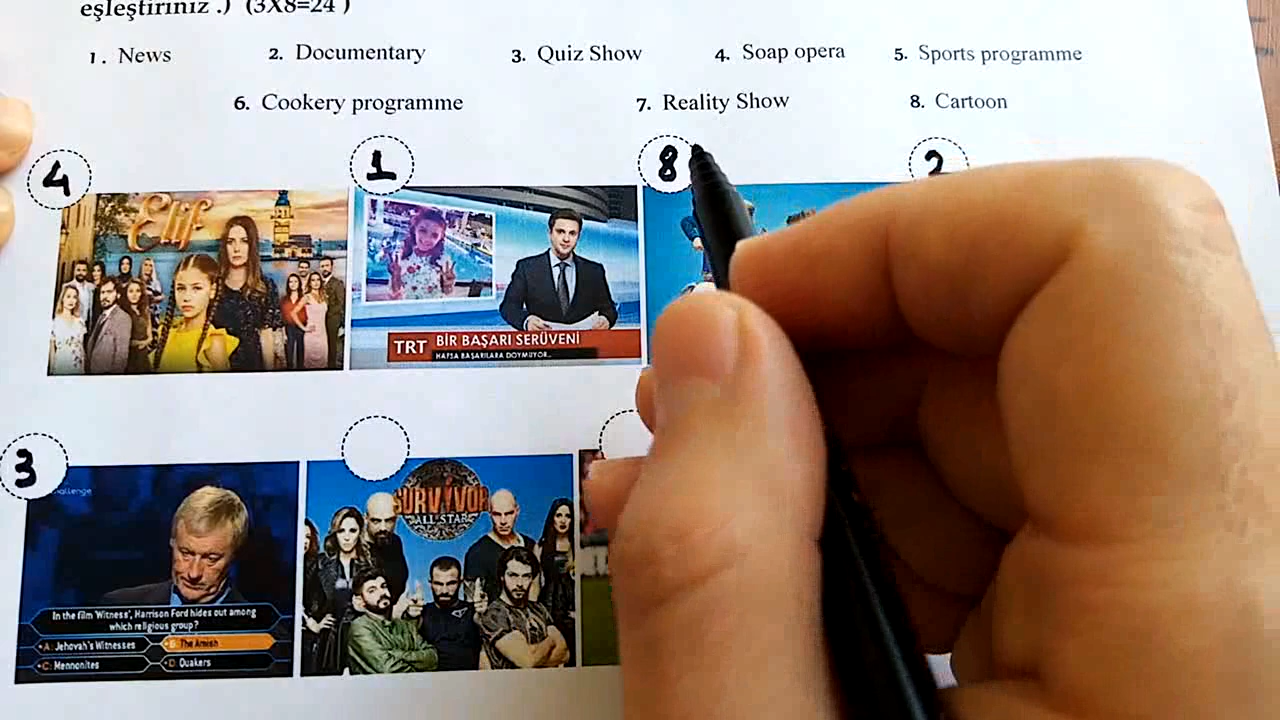 eşleştiriniz .) (3X8=24 )
1. News 2. Documentary 3. Quiz Show 4. Soap opera 5. Sports programme
6. Cookery programme 7. Reality Show 8. Cartoon
4 1 8 2
Elif
TRT BİR BAŞARI SERÜVENİ
HAFSA BAŞARILARA DOYMUYOR..
3
allenge
SURVIVOR
ALL STAR
In the film 'Witness', Harrison Ford hides out among
which religious group?
A: Jehovah's Witnesses B: The Amish
C: Mennonites D: Quakers